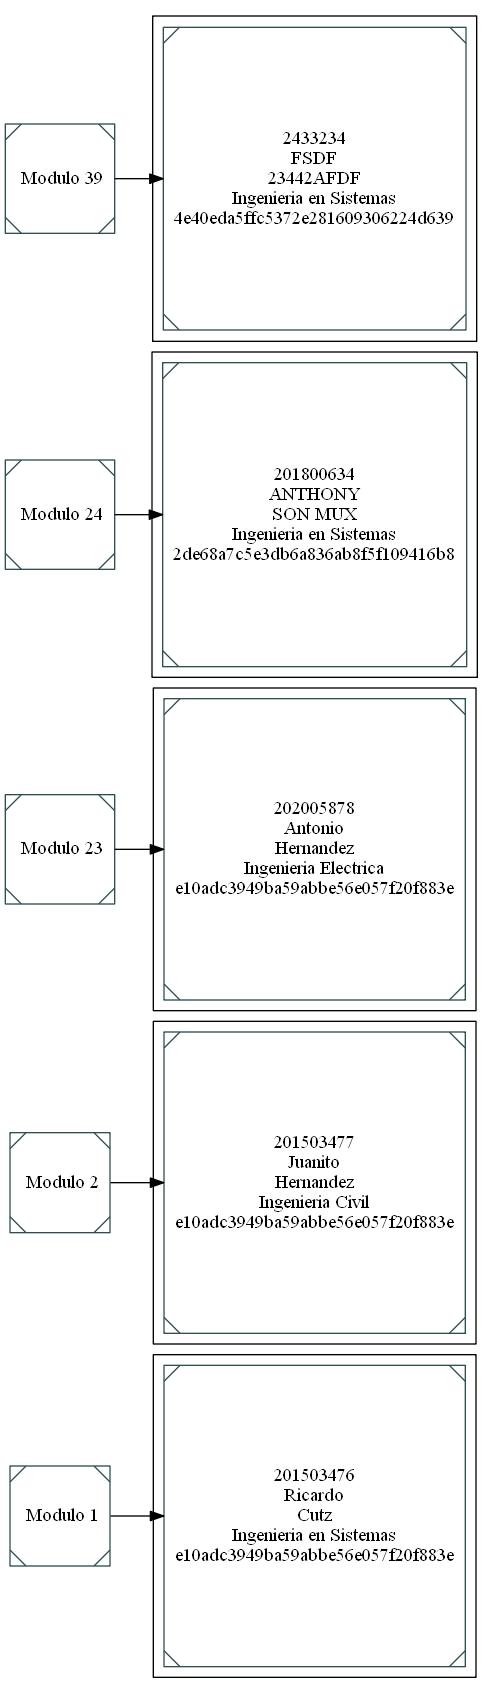 Modulo 39
2433234
FSDF
23442AFDF
Ingenieria en Sistemas
4e40eda5ffc5372e281609306224d639
Modulo 24
201800634
ANTHONY
SON MUX
Ingenieria en Sistemas
2de68a7c5e3db6a836ab8f5f109416b8
Modulo 23
202005878
Antonio
Hernandez
Ingenieria Electrica
e10adc3949ba59abbe56e057f20f883e
Modulo 2
201503477
Juanito
Hernandez
Ingenieria Civil
e10adc3949ba59abbe56e057f20f883e
Modulo 1
201503476
Ricardo
Cutz
Ingenieria en Sistemas
e10adc3949ba59abbe56e057f20f883e